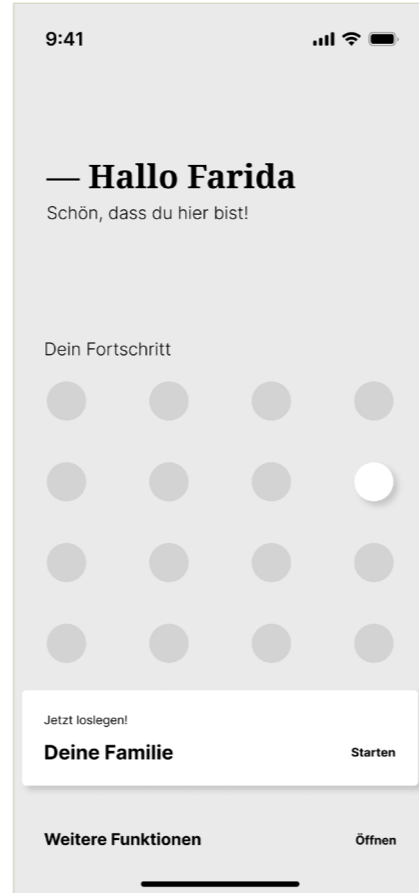 9:41
— Hallo Farida
Schön, dass du hier bist!
Dein Fortschritt
Jetzt loslegen!
Deine Familie
Starten
Weitere Funktionen
Öffnen